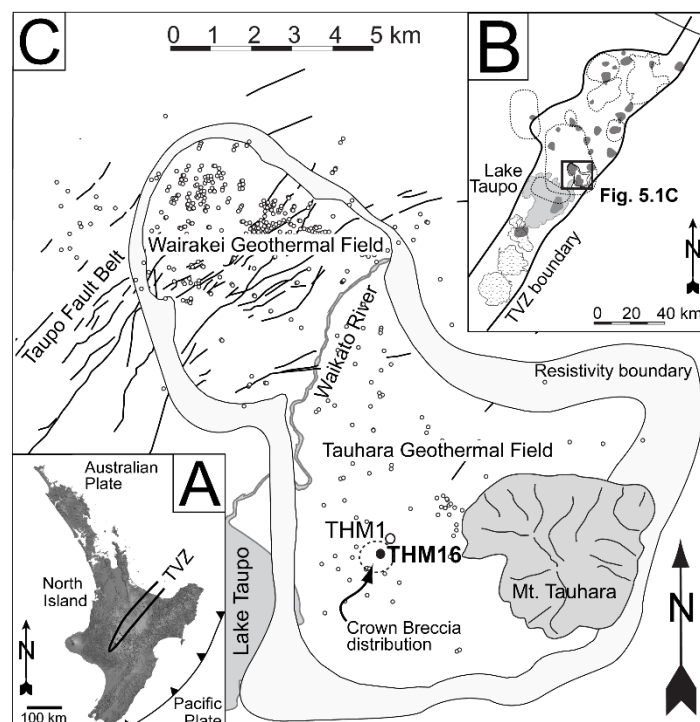 C
0 1 2 3 4 5 km
B
Lake
Taupo
Fig. 5.1C
TVZ boundary
N
0 20 40 km
Wairakei Geothermal Field
Taupo Fault Belt
Waikato River
Resistivity boundary
Tauhara Geothermal Field
A
Australian
Plate
North
Island
TVZ
N
100 km
Pacific
Plate
Lake Taupo
THM1
THM16
Crown Breccia
distribution
Mt. Tauhara
N